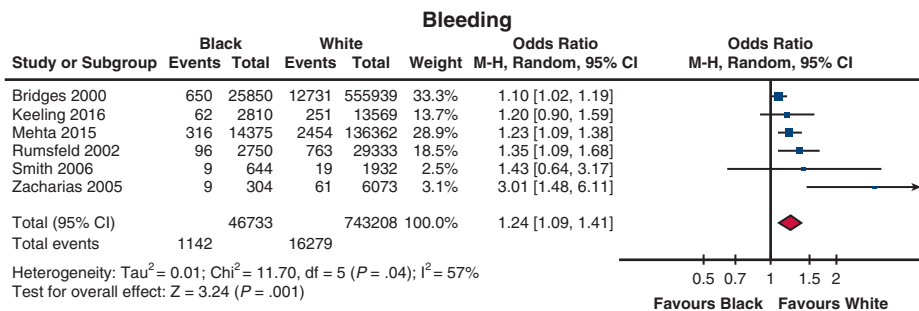 Bleeding
Black White Odds Ratio Odds Ratio
Study or Subgroup Events Total Events Total Weight M-H, Random, 95% CI M-H, Random, 95% CI
Bridges 2000 650 25850 12731 555939 33.3% 1.10 [1.02, 1.19]
Keeling 2016 62 2810 251 13569 13.7% 1.20 [0.90, 1.59]
Mehta 2015 316 14375 2454 136362 28.9% 1.23 [1.09, 1.38]
Rumsfeld 2002 96 2750 763 29333 18.5% 1.35 [1.09, 1.68]
Smith 2006 9 644 19 1932 2.5% 1.43 [0.64, 3.17]
Zacharias 2005 9 304 61 6073 3.1% 3.01 [1.48, 6.11]
Total (95% CI) 46733 743208 100.0% 1.24 [1.09, 1.41]
Total events 1142 16279
Heterogeneity: Tau² = 0.01; Chi² = 11.70, df = 5 (P = .04); I² = 57%
Test for overall effect: Z = 3.24 (P = .001)
0.5 0.7 1 1.5 2
Favours Black Favours White